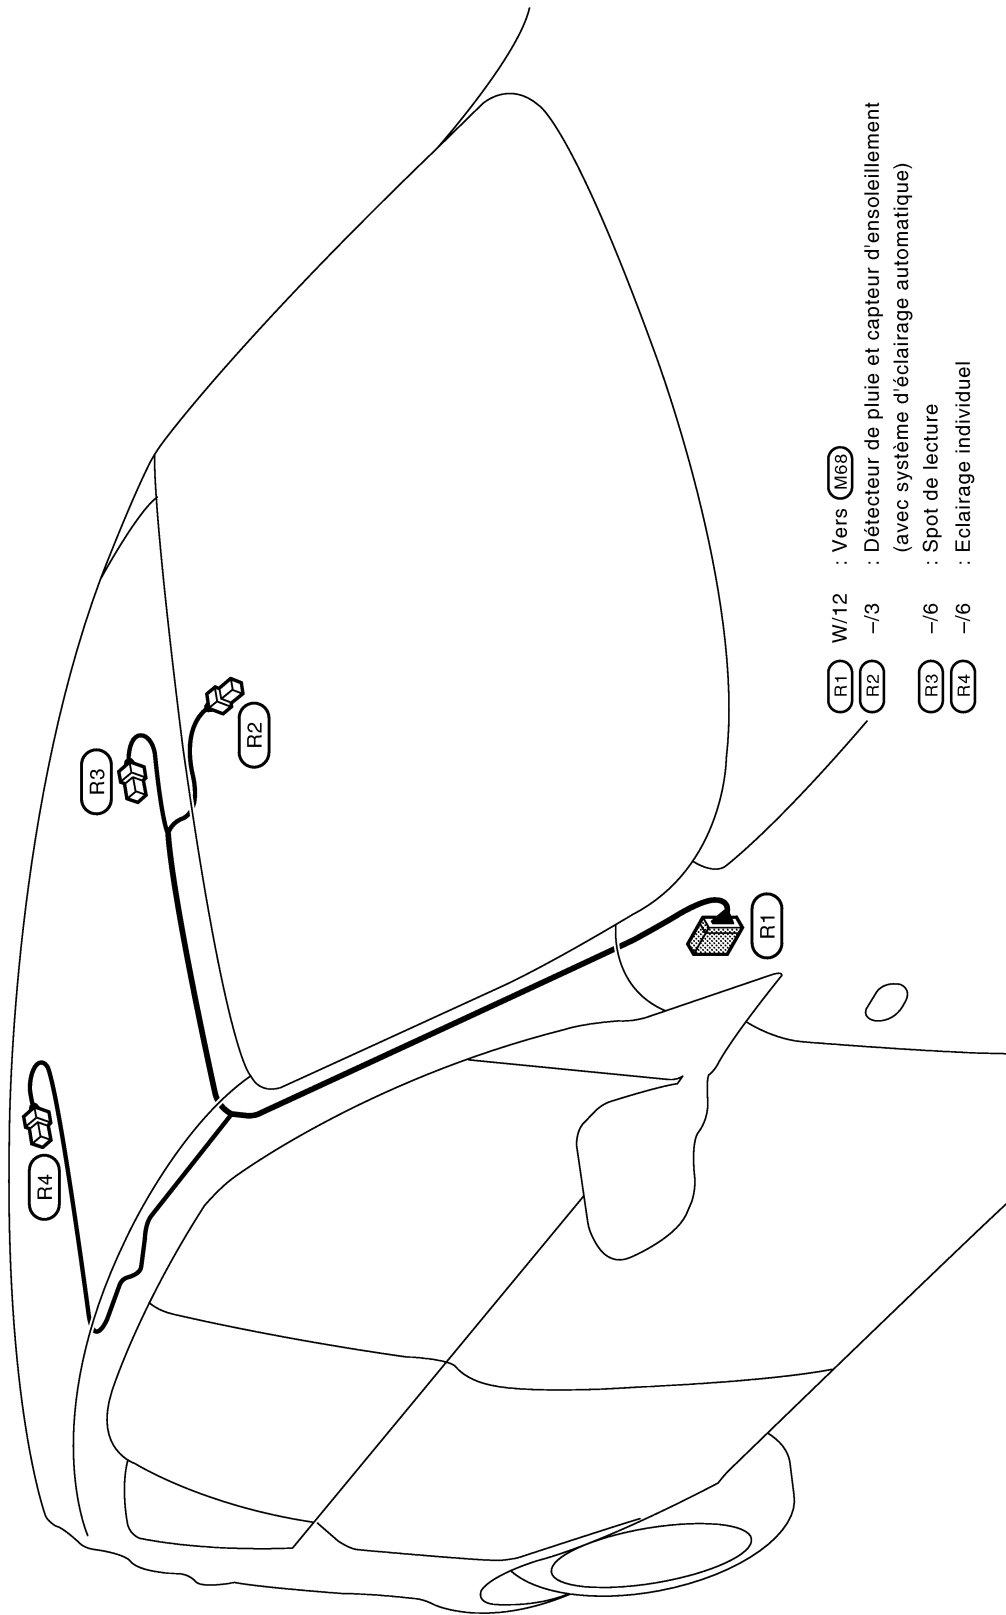 R4
R3
R2
R1
R1 W/12 : Vers M68
R2 –/3 : Détecteur de pluie et capteur d'ensoleillement
(avec système d'éclairage automatique)
R3 –/6 : Spot de lecture
R4 –/6 : Eclairage individuel